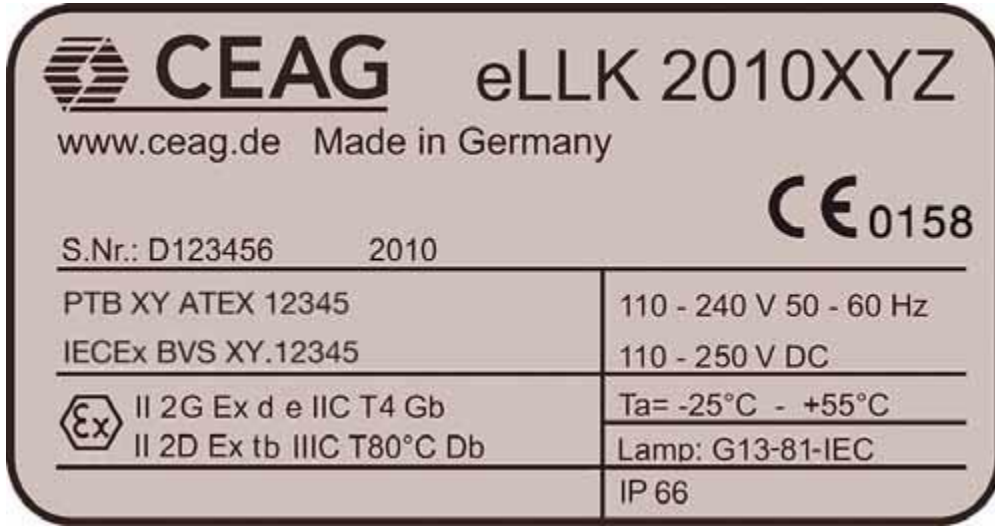 CEAG eLLK 2010XYZ
www.ceag.de Made in Germany
CE 0158
S.Nr.: D123456 2010
PTB XY ATEX 12345
IECEx BVS XY.12345
110 - 240 V 50 - 60 Hz
110 - 250 V DC
Ex II 2G Ex d e IIC T4 Gb
II 2D Ex tb IIIC T80°C Db
Ta= -25°C - +55°C
Lamp: G13-81-IEC
IP 66